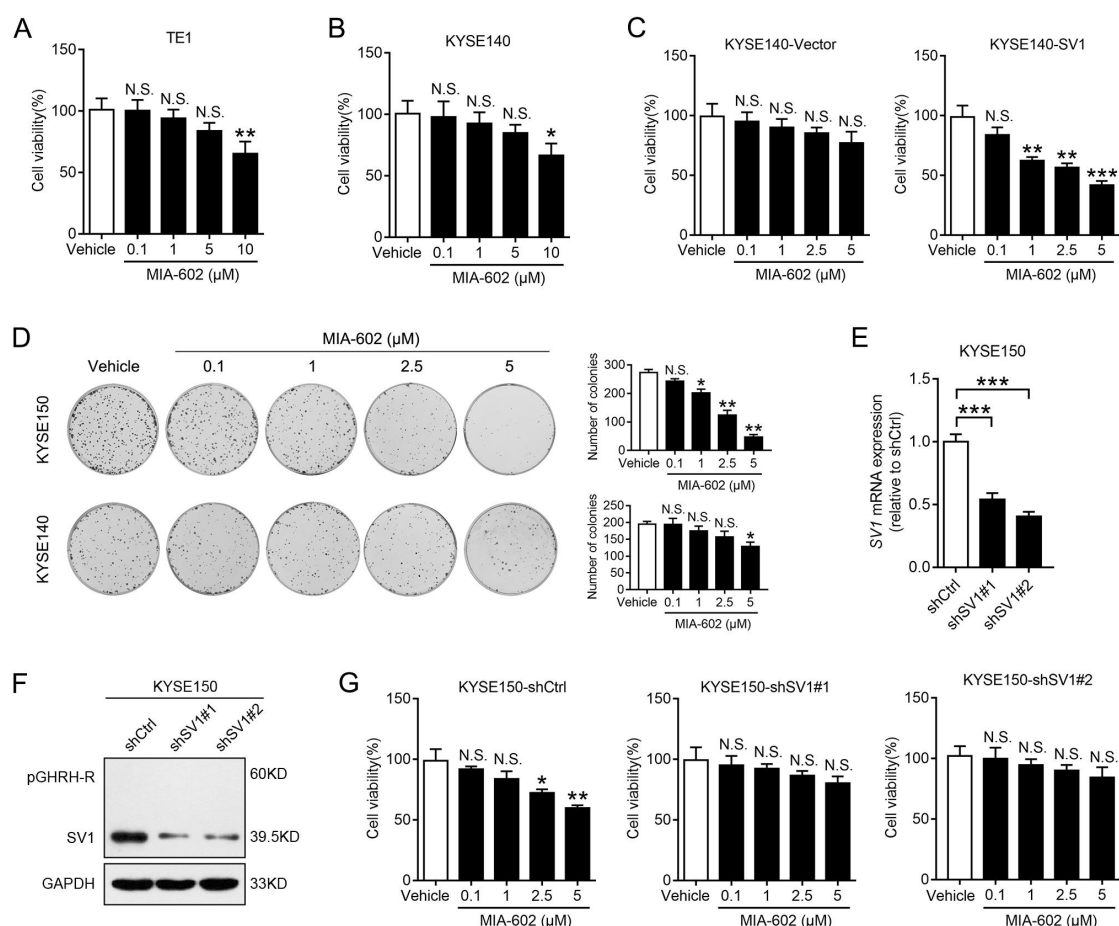 A
TE1
Cell viability(%)
150
100
50
0
N.S.
N.S.
N.S.
**
Vehicle
0.1
1
5
10
MIA-602 (μM)
B
KYSE140
Cell viability(%)
150
100
50
0
N.S.
N.S.
N.S.
*
Vehicle
0.1
1
5
10
MIA-602 (μM)
C
KYSE140-Vector
Cell viability(%)
150
100
50
0
N.S.
N.S.
N.S.
N.S.
Vehicle
0.1
1
2.5
5
MIA-602 (μM)
KYSE140-SV1
Cell viability(%)
150
100
50
0
N.S.
**
**
***
Vehicle
0.1
1
2.5
5
MIA-602 (μM)
D
MIA-602 (μM)
Vehicle
0.1
1
2.5
5
KYSE150
KYSE140
Number of colonies
300
200
100
0
N.S.
*
**
**
Vehicle
0.1
1
2.5
5
MIA-602 (μM)
Number of colonies
250
200
150
100
50
0
N.S.
N.S.
N.S.
*
Vehicle
0.1
1
2.5
5
MIA-602 (μM)
E
KYSE150
SV1 mRNA expression
(relative to shCtrl)
1.5
1.0
0.5
0.0
***
***
shCtrl
shSV1#1
shSV1#2
F
KYSE150
shCtrl
shSV1#1
shSV1#2
pGHRH-R
60KD
SV1
39.5KD
GAPDH
33KD
G
KYSE150-shCtrl
Cell viability(%)
150
100
50
0
N.S.
N.S.
*
**
Vehicle
0.1
1
2.5
5
MIA-602 (μM)
KYSE150-shSV1#1
Cell viability(%)
150
100
50
0
N.S.
N.S.
N.S.
N.S.
Vehicle
0.1
1
2.5
5
MIA-602 (μM)
KYSE150-shSV1#2
Cell viability(%)
150
100
50
0
N.S.
N.S.
N.S.
N.S.
Vehicle
0.1
1
2.5
5
MIA-602 (μM)